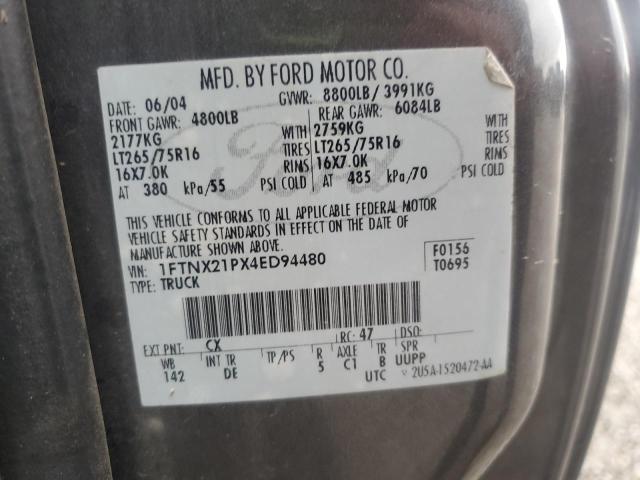 MFD. BY FORD MOTOR CO.
DATE: 06/04 GVWR: 8800LB/ 3991KG
FRONT GAWR: 4800LB REAR GAWR: 6084LB
2177KG WITH 2759KG WITH
LT265/75R16 TIRES LT265/75R16 TIRES
16X7.0K RIMS 16X7.0K RIMS
AT 380 kPa/55 PSI COLD AT 485 kPa/70 PSI COLD
Ford
THIS VEHICLE CONFORMS TO ALL APPLICABLE FEDERAL MOTOR
VEHICLE SAFETY STANDARDS IN EFFECT ON THE DATE OF
MANUFACTURE SHOWN ABOVE.
VIN: 1FTNX21PX4ED94480 F0156
TYPE: TRUCK T0695
EXT PNT: CX RC: 47 DSO:
WB INT TR TP/PS R AXLE TR SPR
142 DE 5 C1 B UUPP
UTC 2U5A-1520472-AA